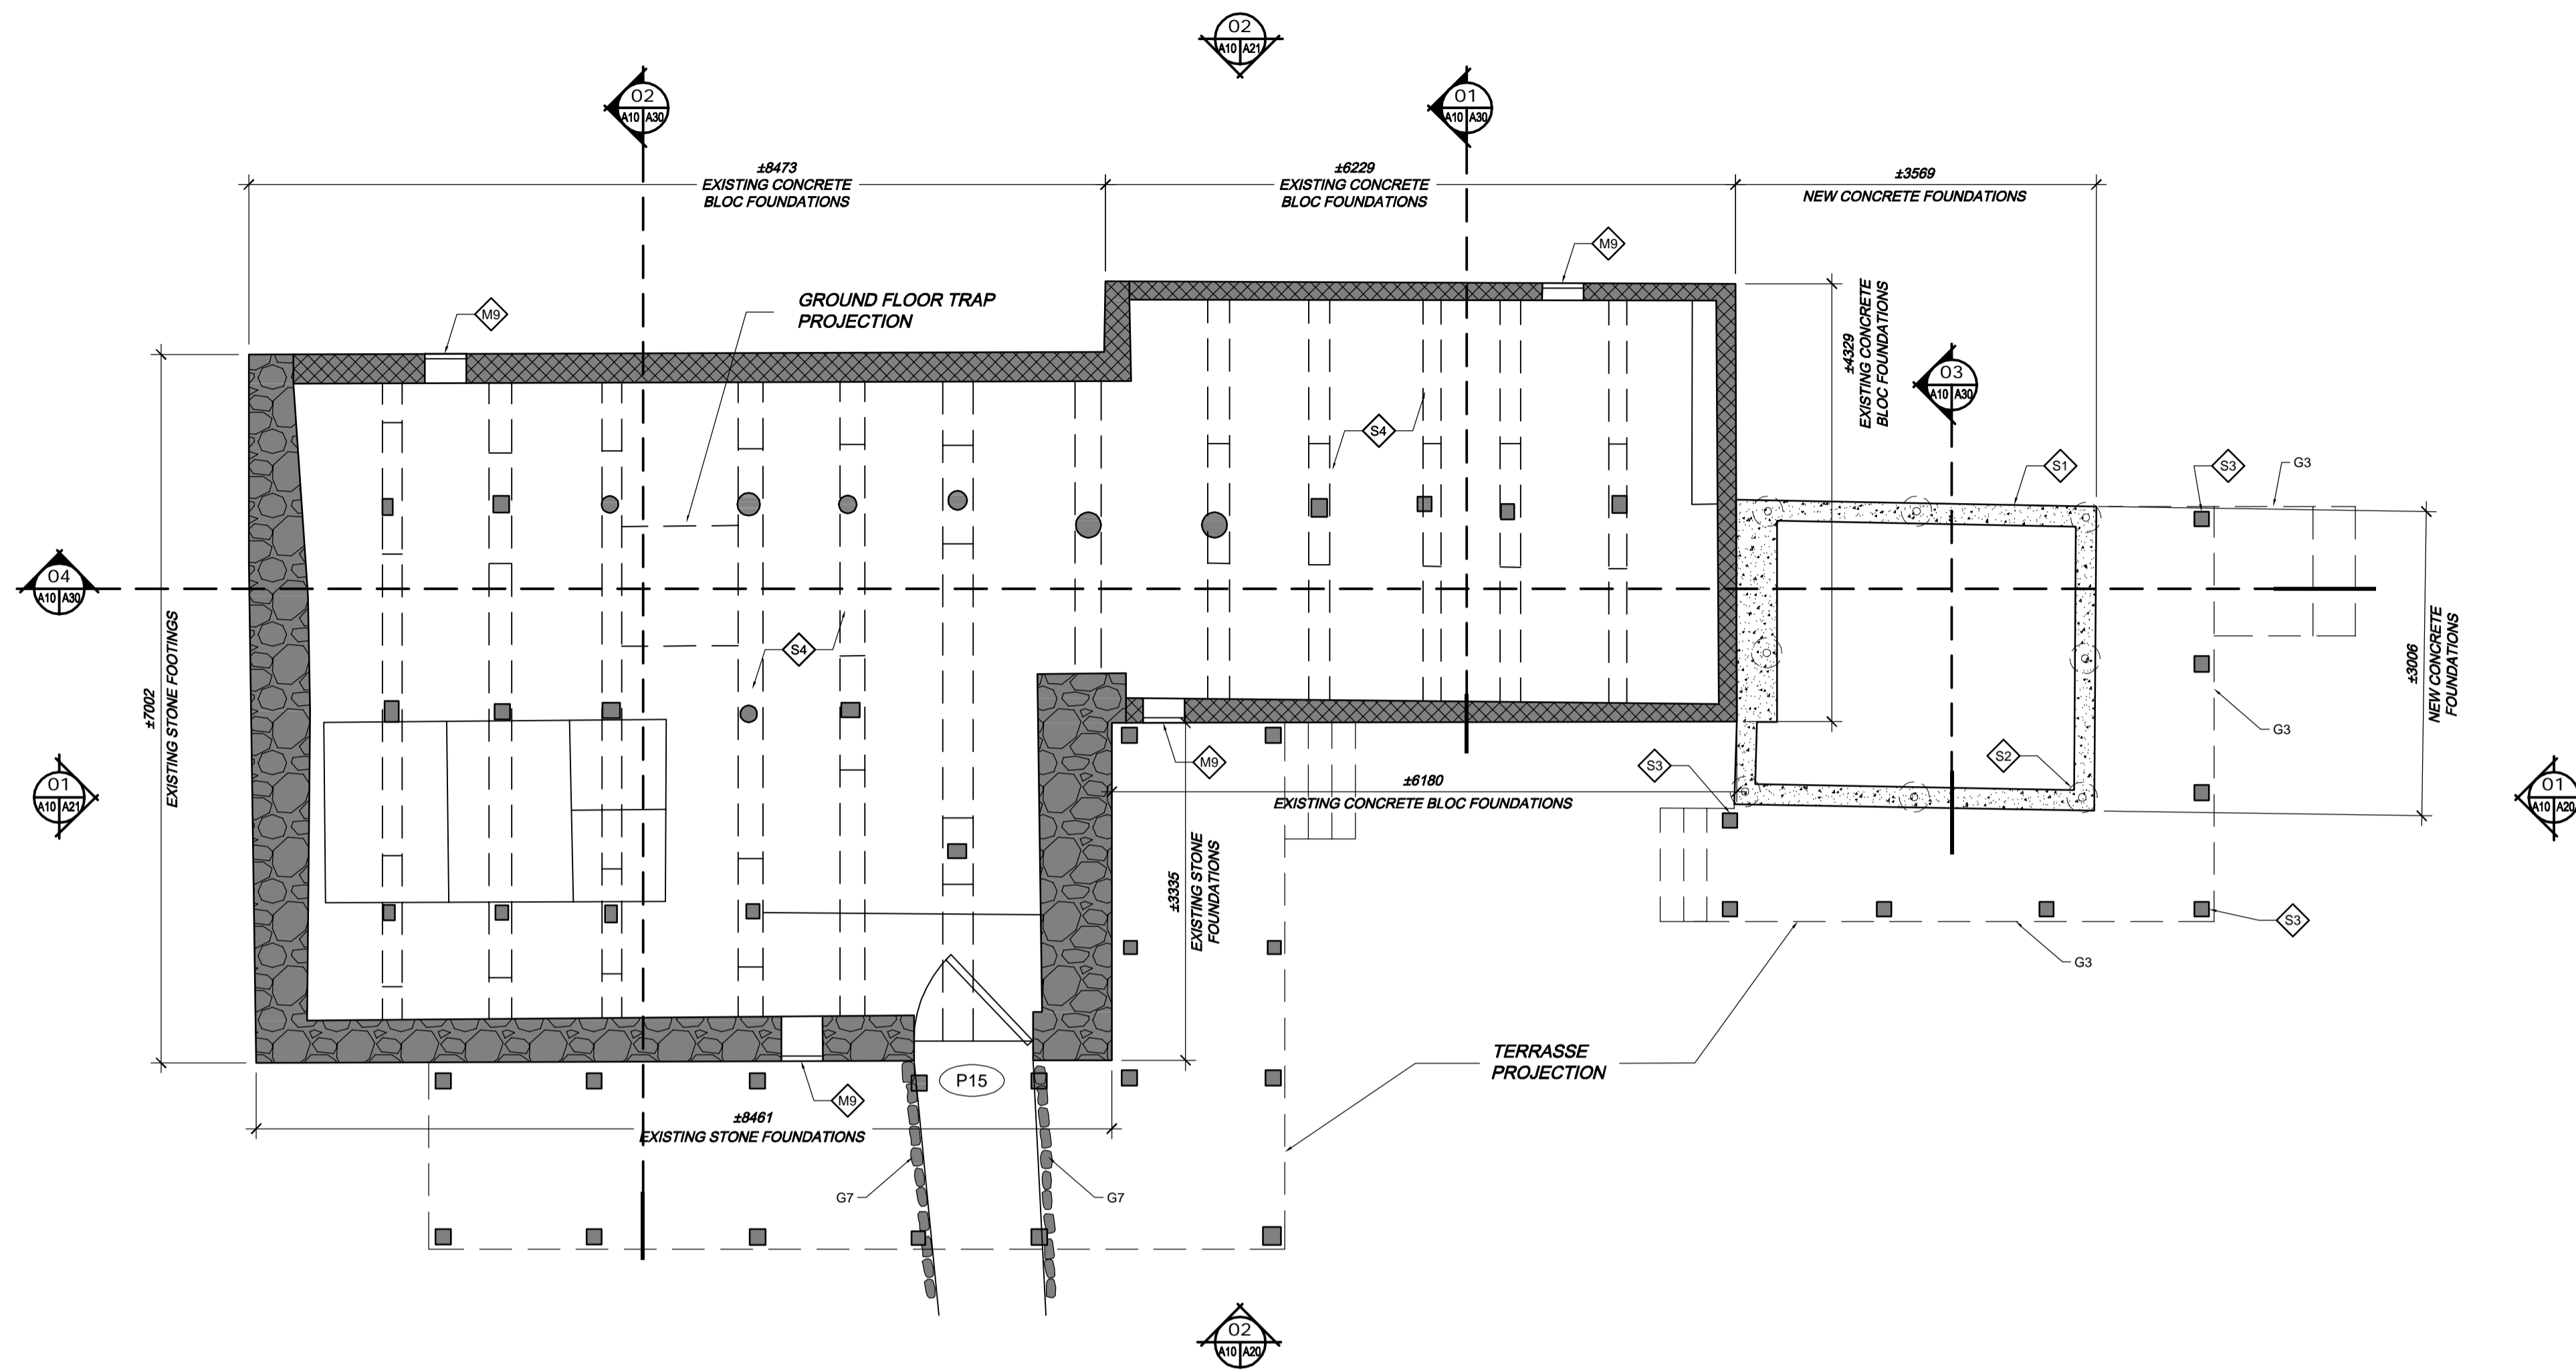 02
A10 A21
02
A10 A30
01
A10 A30
±8473
EXISTING CONCRETE
BLOC FOUNDATIONS
±6229
EXISTING CONCRETE
BLOC FOUNDATIONS
±3569
NEW CONCRETE FOUNDATIONS
M9
M9
GROUND FLOOR TRAP
PROJECTION
±4329
EXISTING CONCRETE
BLOC FOUNDATIONS
03
A10 A30
S4
S1
S3
G3
04
A10 A30
±7002
EXISTING STONE FOOTINGS
S4
±3006
NEW CONCRETE
FOUNDATIONS
G3
01
A10 A21
M9
S3
S2
01
A10 A20
±6180
EXISTING CONCRETE BLOC FOUNDATIONS
±3335
EXISTING STONE
FOUNDATIONS
S3
G3
TERRASSE
PROJECTION
P15
M9
±8461
EXISTING STONE FOUNDATIONS
G7
G7
02
A10 A20